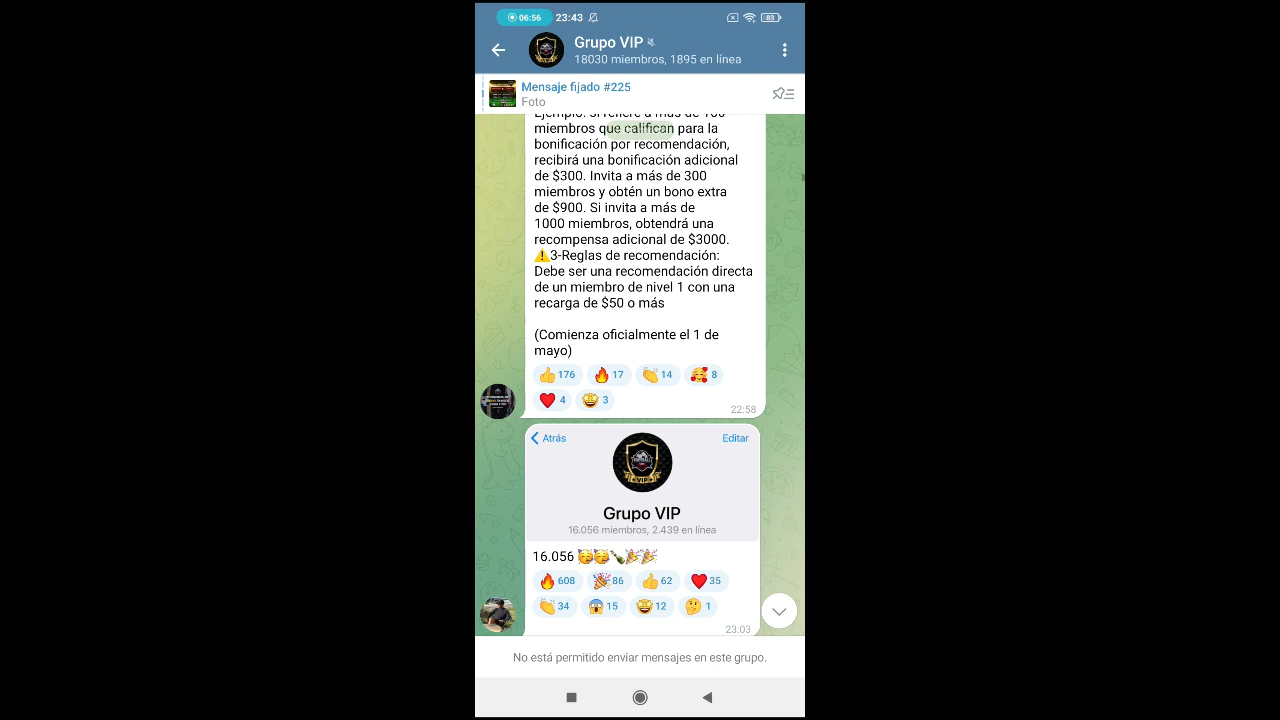 06:56 23:43 83
Grupo VIP
18030 miembros, 1895 en línea
Mensaje fijado #225
Foto
Ejemplo: si refiere a más de 100
miembros que califican para la
bonificación por recomendación,
recibirá una bonificación adicional
de $300. Invita a más de 300
miembros y obtén un bono extra
de $900. Si invita a más de
1000 miembros, obtendrá una
recompensa adicional de $3000.
⚠️3-Reglas de recomendación:
Debe ser una recomendación directa
de un miembro de nivel 1 con una
recarga de $50 o más
(Comienza oficialmente el 1 de
mayo)
👍 176 🔥 17 👏 14 🥰 8
❤️ 4 🤩 3
22:58
Atrás Editar
VIP
Grupo VIP
16.056 miembros, 2.439 en línea
16.056 🥳🥳🍾🎉🎉
🔥 608 🎉 86 👍 62 ❤️ 35
👏 34 😱 15 🤩 12 🤔 1
23:03
No está permitido enviar mensajes en este grupo.